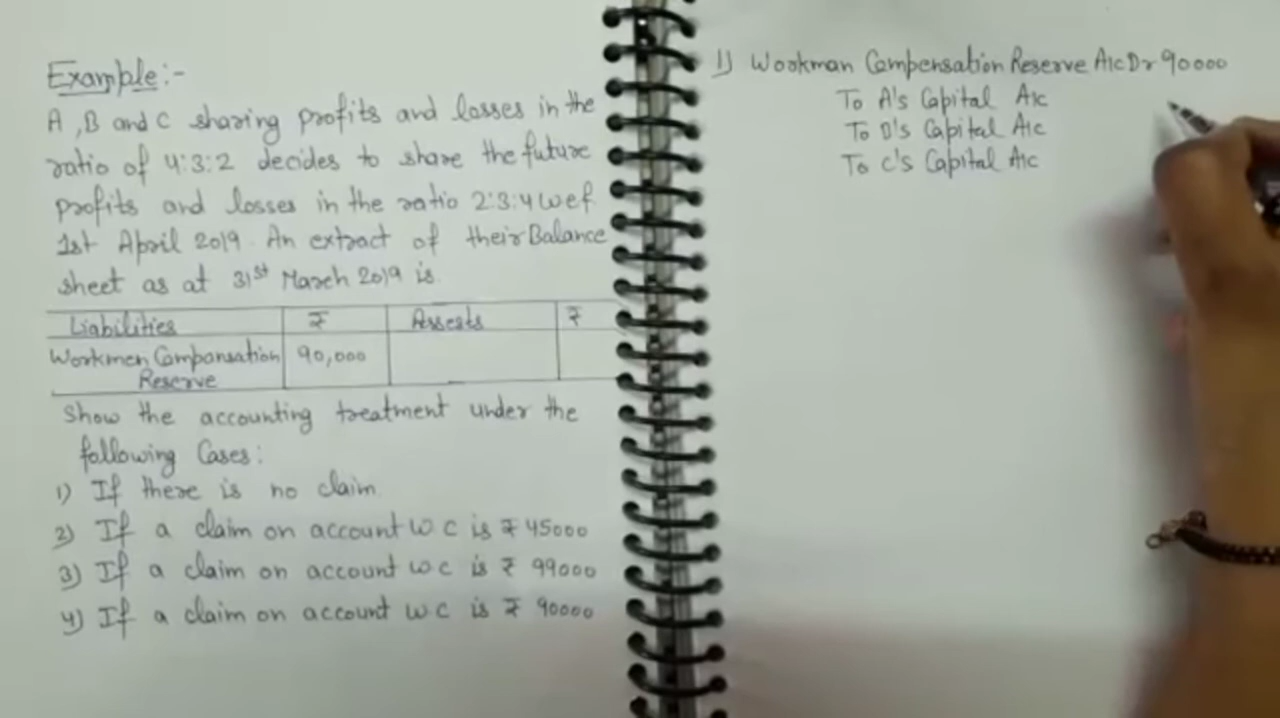 Example:-
A, B and C sharing profits and losses in the
ratio of 4:3:2 decides to share the future
profits and losses in the ratio 2:3:4 wef
1st April 2019. An extract of their Balance
sheet as at 31st March 2019 is.
Liabilities ₹ Assests ₹
Workmen Compansation 90,000
Reserve
Show the accounting treatment under the
following Cases:
1) If there is no claim
2) If a claim on account W C is ₹ 45000
3) If a claim on account W C is ₹ 99000
4) If a claim on account W C is ₹ 90000
1) Workman Compensation Reserve A/c Dr 90000
To A's Capital A/c
To B's Capital A/c
To C's Capital A/c